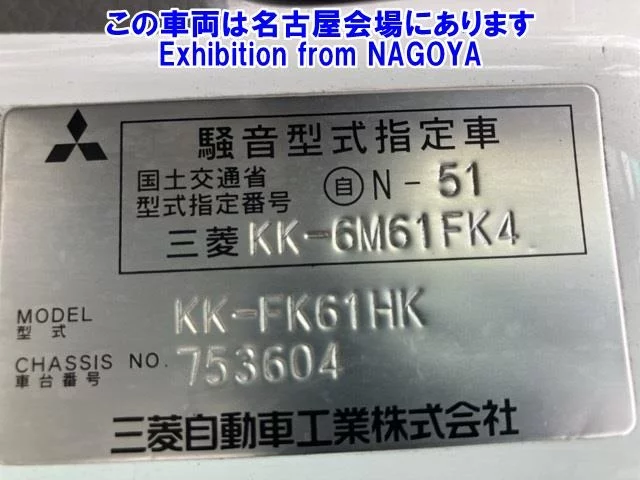 この車両は名古屋会場にあります
Exhibition from NAGOYA
騒音型式指定車
国土交通省
型式指定番号
自 N-51
三菱 KK-6M61FK4
MODEL
型式
KK-FK61HK
CHASSIS NO.
車台番号
753604
三菱自動車工業株式会社